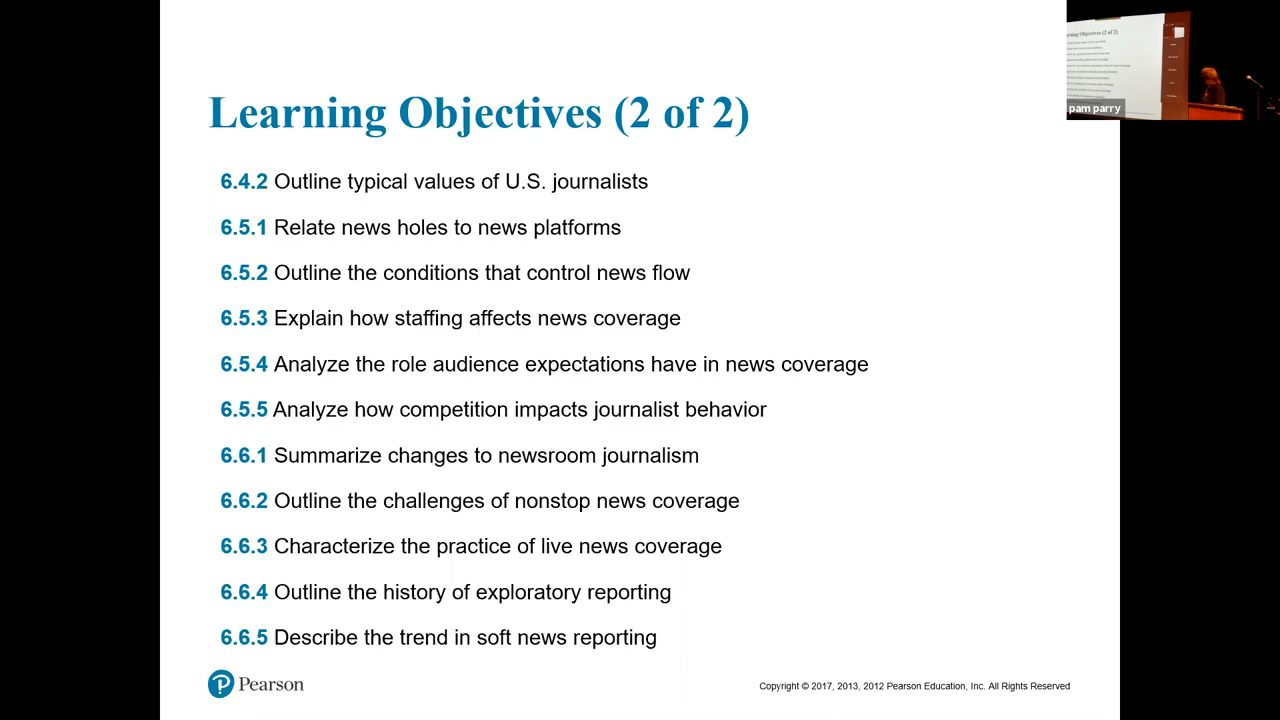 Learning Objectives (2 of 2)
6.4.2 Outline typical values of U.S. journalists
6.5.1 Relate news holes to news platforms
6.5.2 Outline the conditions that control news flow
6.5.3 Explain how staffing affects news coverage
6.5.4 Analyze the role audience expectations have in news coverage
6.5.5 Analyze how competition impacts journalist behavior
6.6.1 Summarize changes to newsroom journalism
6.6.2 Outline the challenges of nonstop news coverage
6.6.3 Characterize the practice of live news coverage
6.6.4 Outline the history of exploratory reporting
6.6.5 Describe the trend in soft news reporting
Pearson
Copyright © 2017, 2013, 2012 Pearson Education, Inc. All Rights Reserved
Objectives (2 of 2)
pam parry